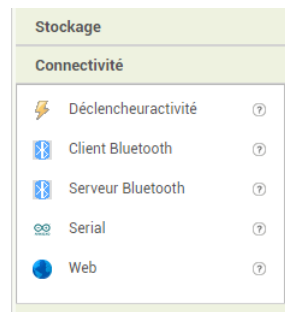 Stockage
Connectivité
Déclencheuractivité ?
Client Bluetooth ?
Serveur Bluetooth ?
Serial ?
Web ?